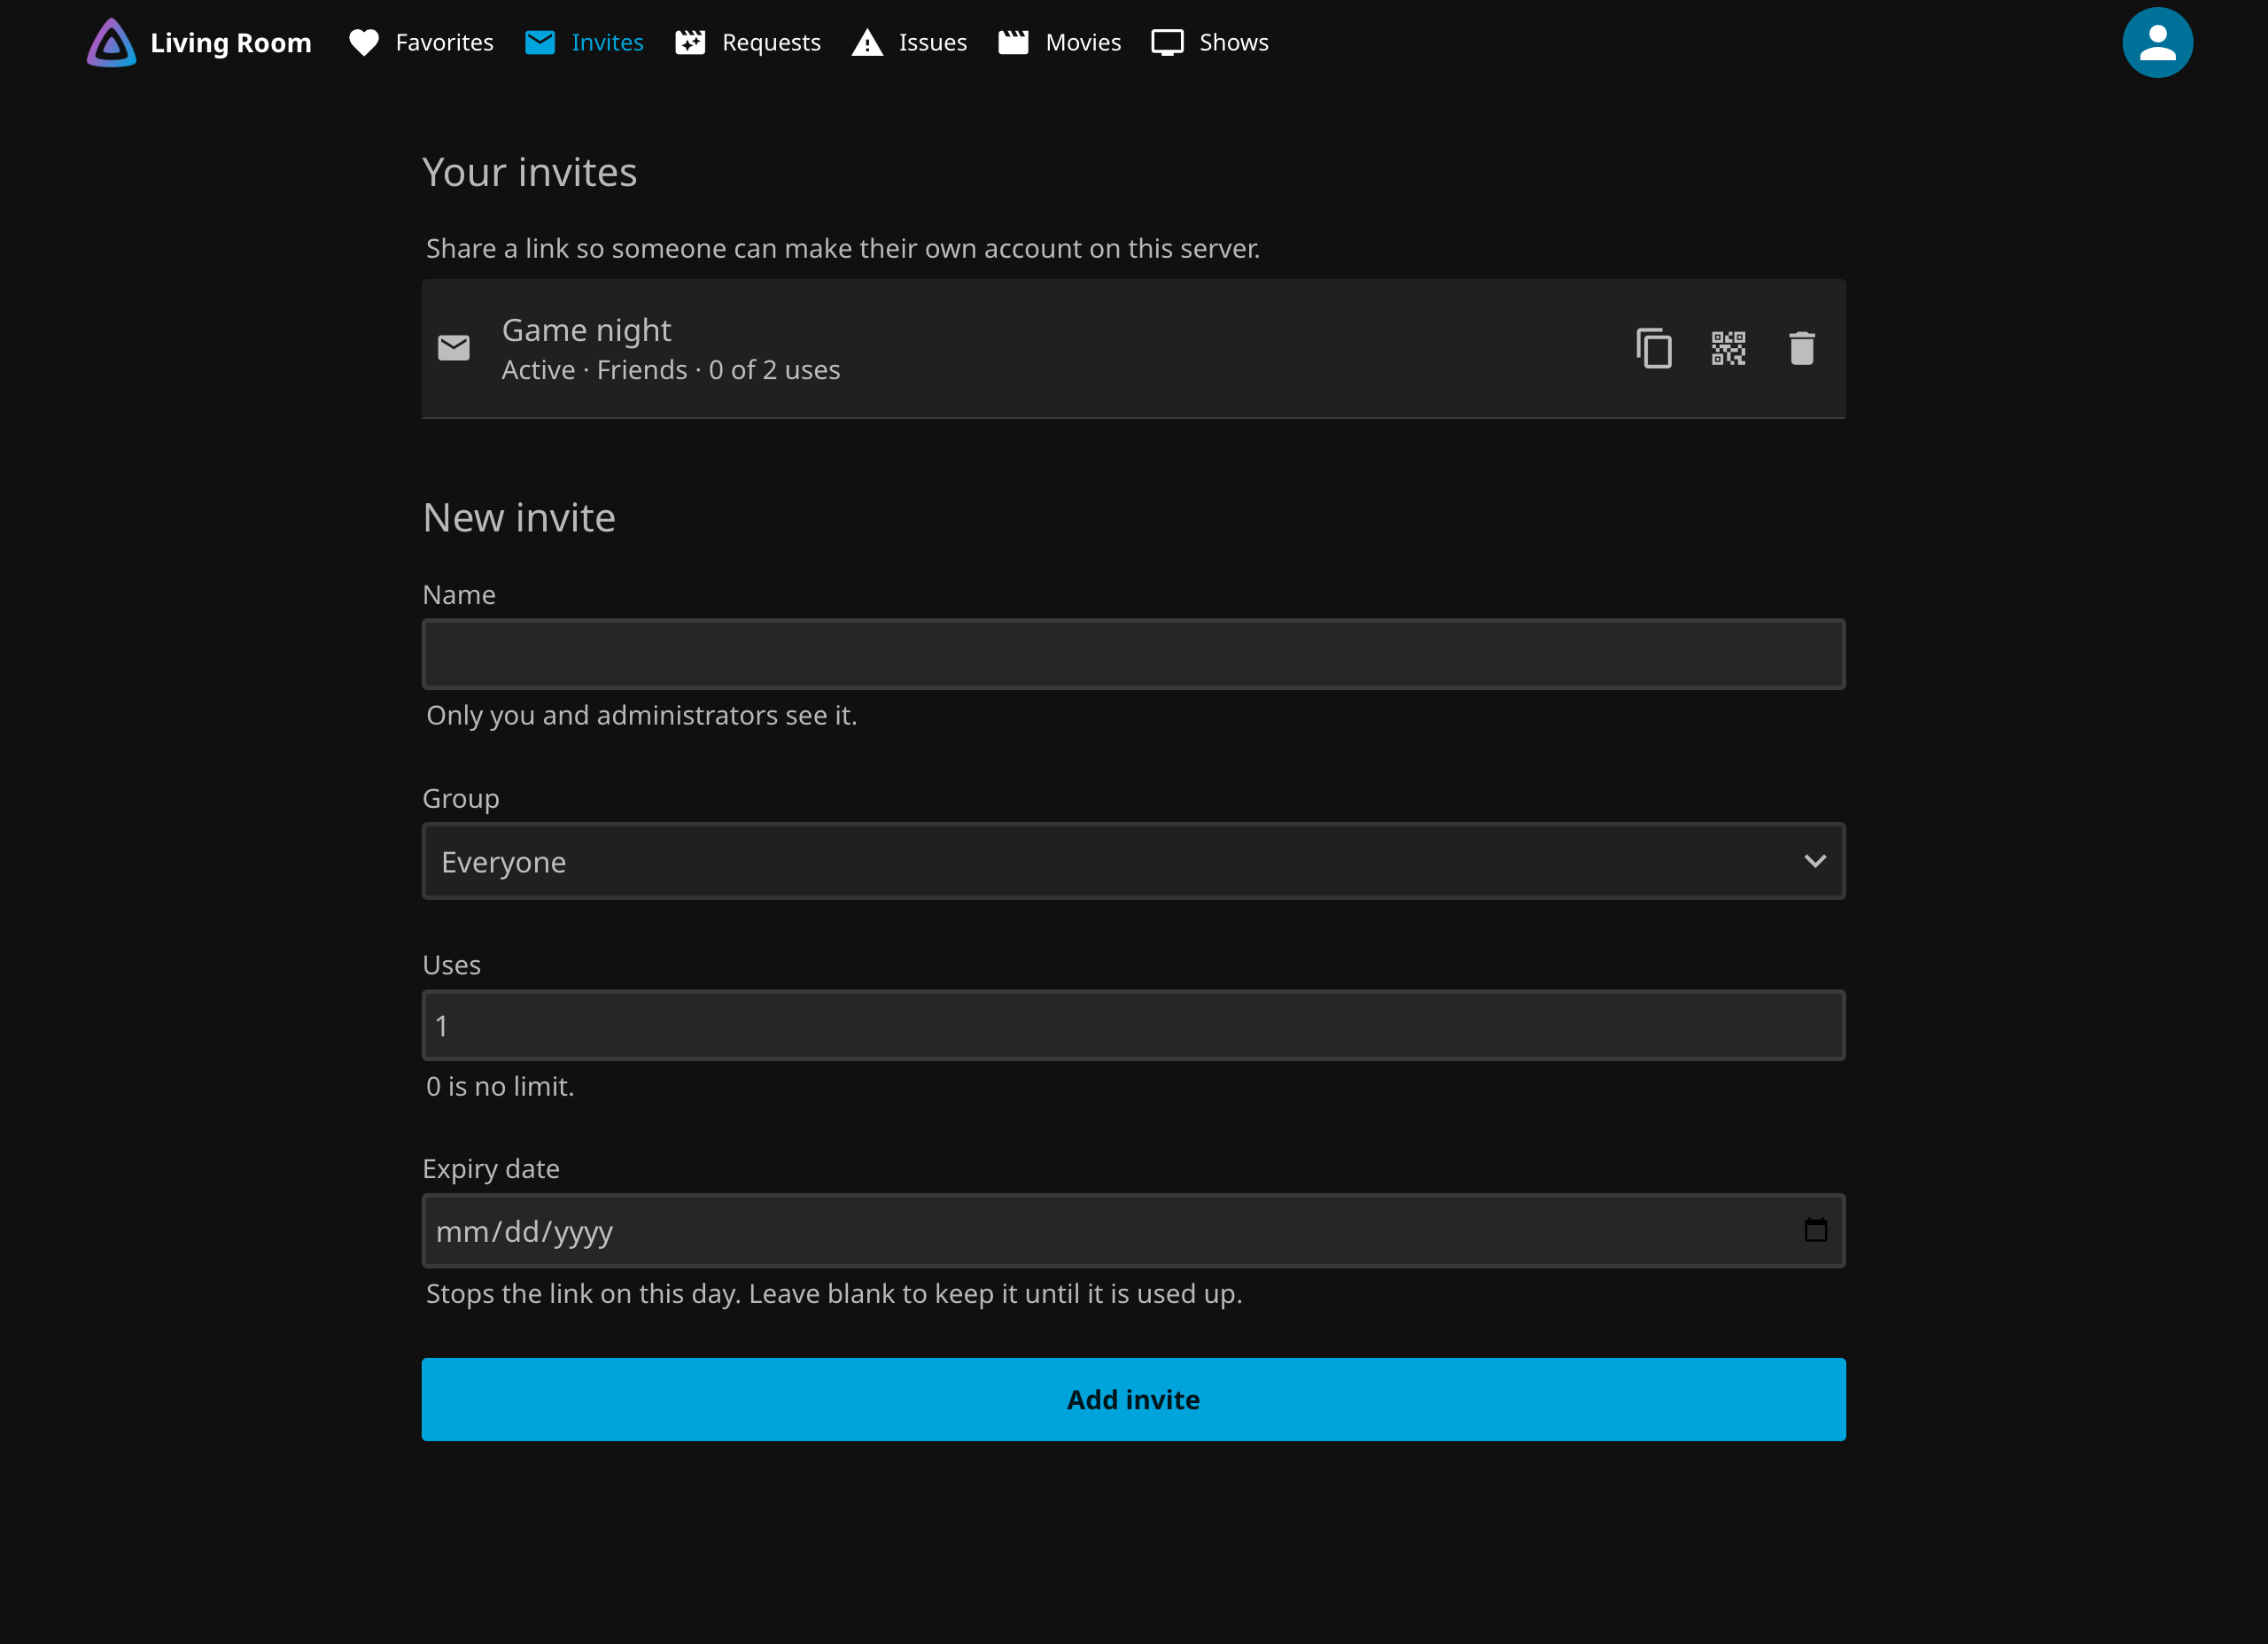 Living Room
Favorites
Invites
Requests
Issues
Movies
Shows
Your invites
Share a link so someone can make their own account on this server.
Game night
Active · Friends · 0 of 2 uses
New invite
Name
Only you and administrators see it.
Group
Everyone
Uses
1
0 is no limit.
Expiry date
mm/dd/yyyy
Stops the link on this day. Leave blank to keep it until it is used up.
Add invite